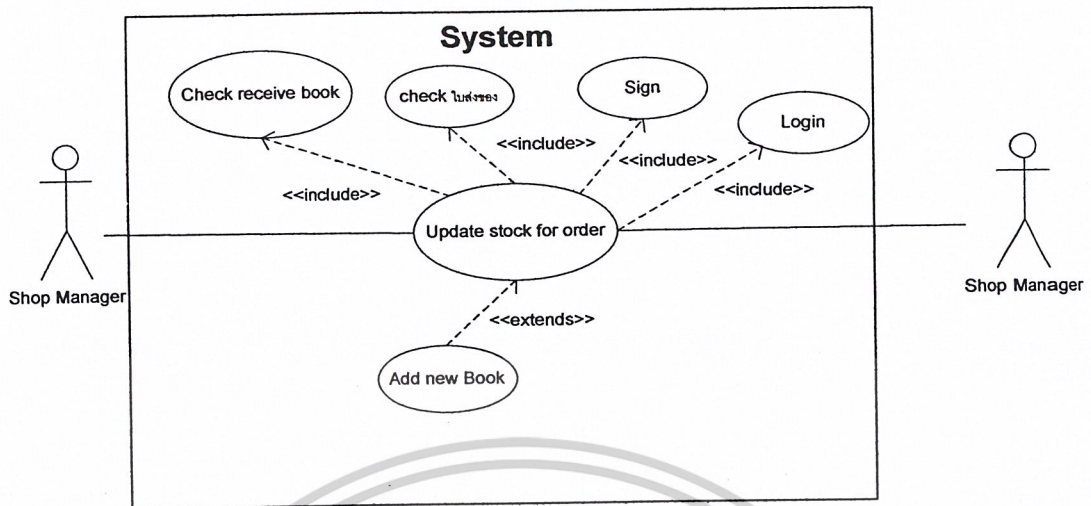 System
Check receive book
check ใบส่งของ
Sign
Login
<<include>>
<<include>>
<<include>>
<<include>>
Update stock for order
Shop Manager
Shop Manager
<<extends>>
Add new Book